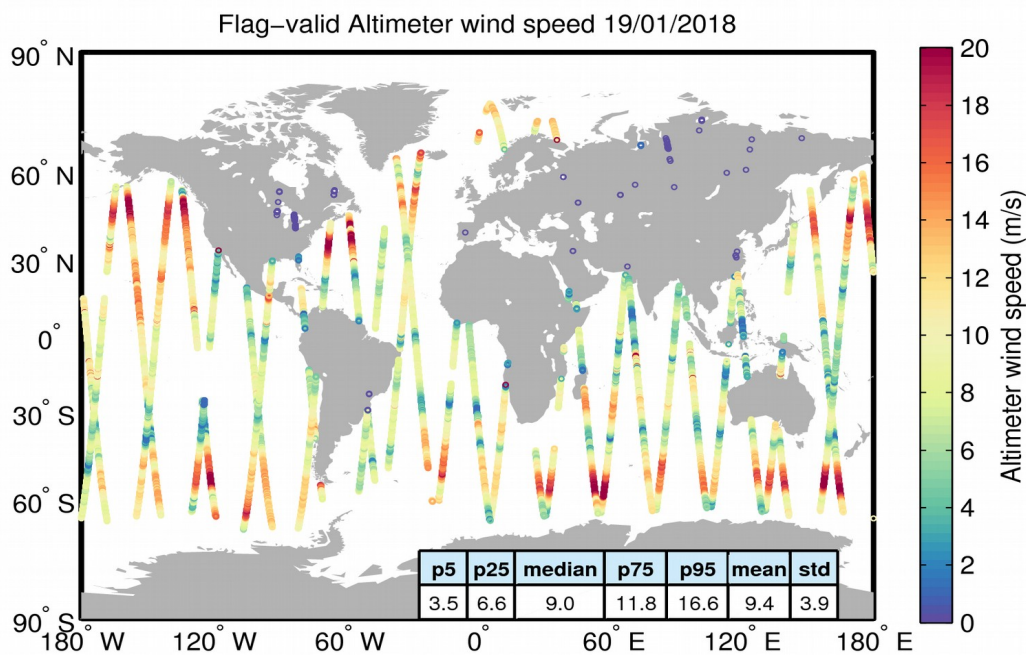 Flag−valid Altimeter wind speed 19/01/2018
90° N
60° N
30° N
0°
30° S
60° S
90° S
180° W
120° W
60° W
0°
60° E
120° E
180° E
p5 p25 median p75 p95 mean std
3.5 6.6 9.0 11.8 16.6 9.4 3.9
20
18
16
14
12
10
8
6
4
2
0
Altimeter wind speed (m/s)